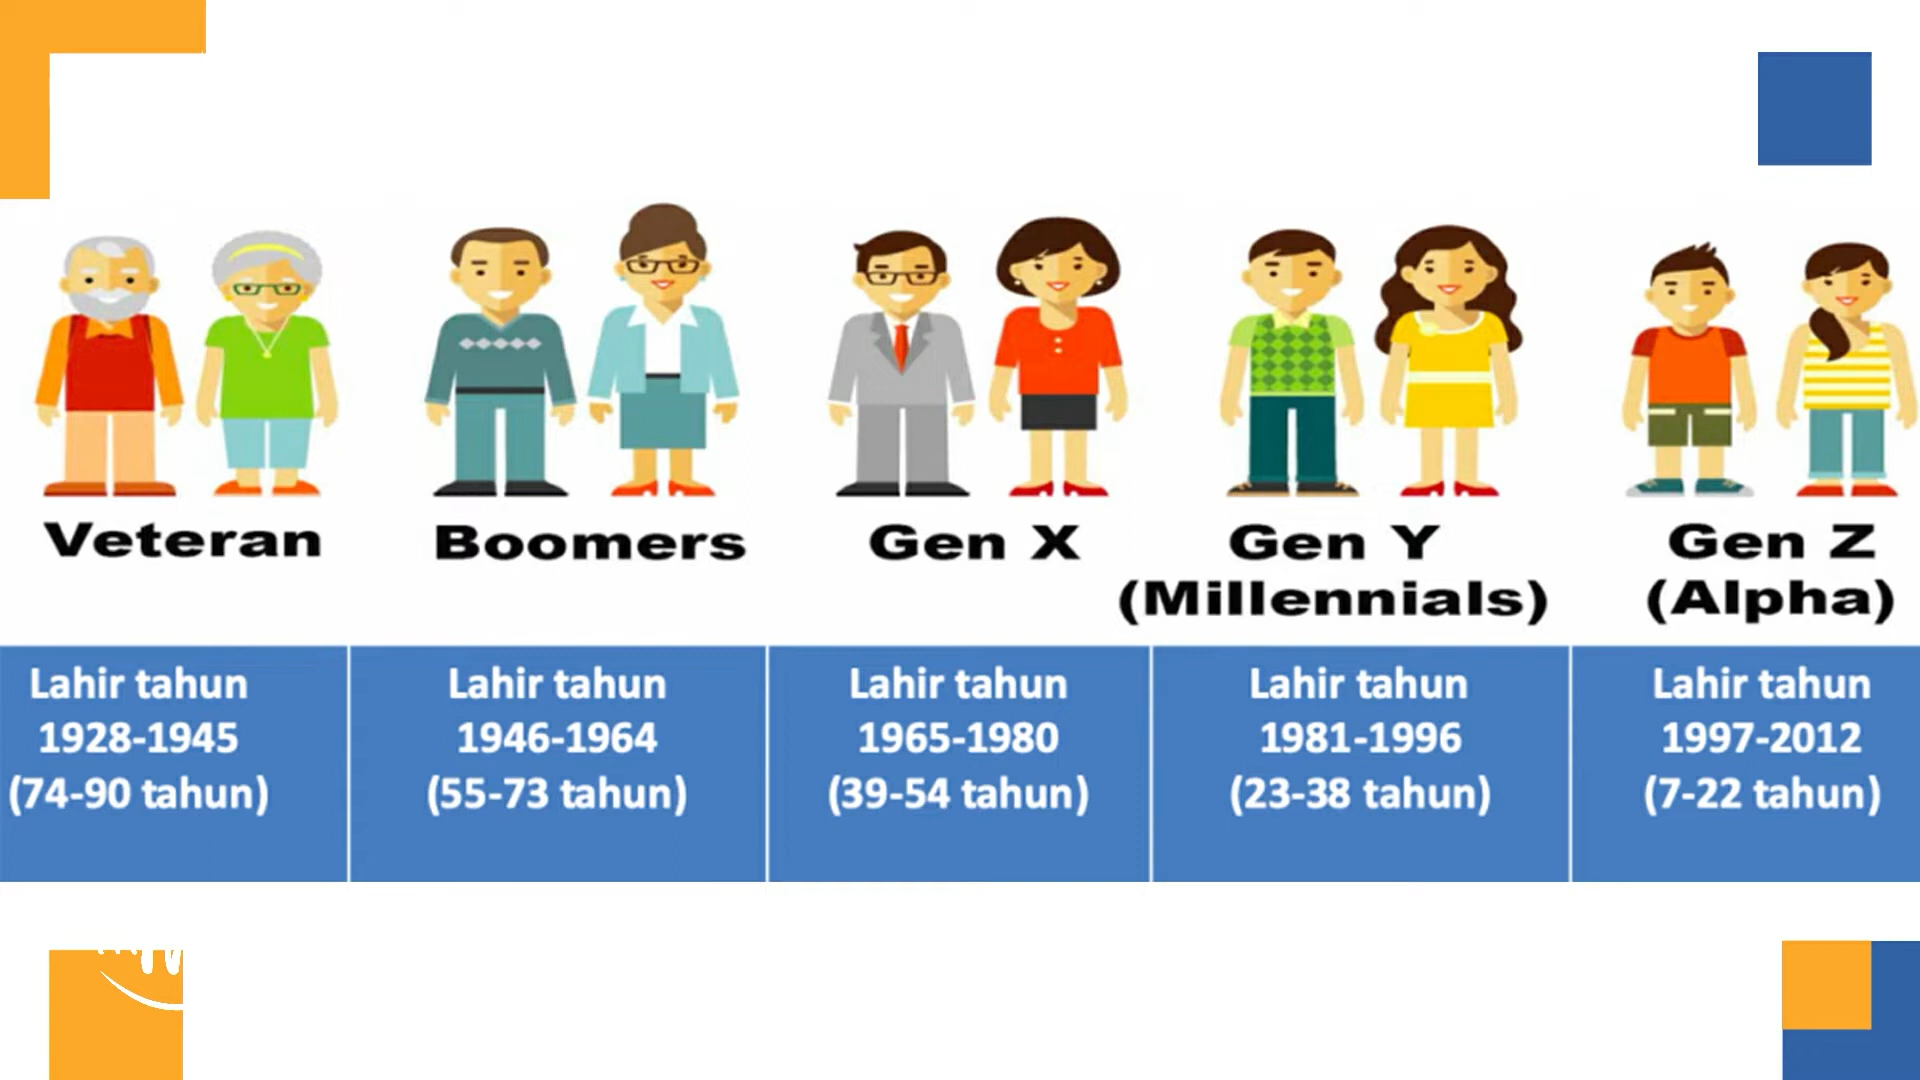 Veteran
Boomers
Gen X
Gen Y
(Millennials)
Gen Z
(Alpha)
Lahir tahun
1928-1945
(74-90 tahun)
Lahir tahun
1946-1964
(55-73 tahun)
Lahir tahun
1965-1980
(39-54 tahun)
Lahir tahun
1981-1996
(23-38 tahun)
Lahir tahun
1997-2012
(7-22 tahun)